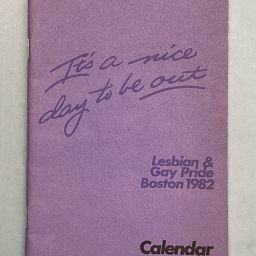 It's a nice
day to be out
Lesbian &
Gay Pride
Boston 1982
Calendar